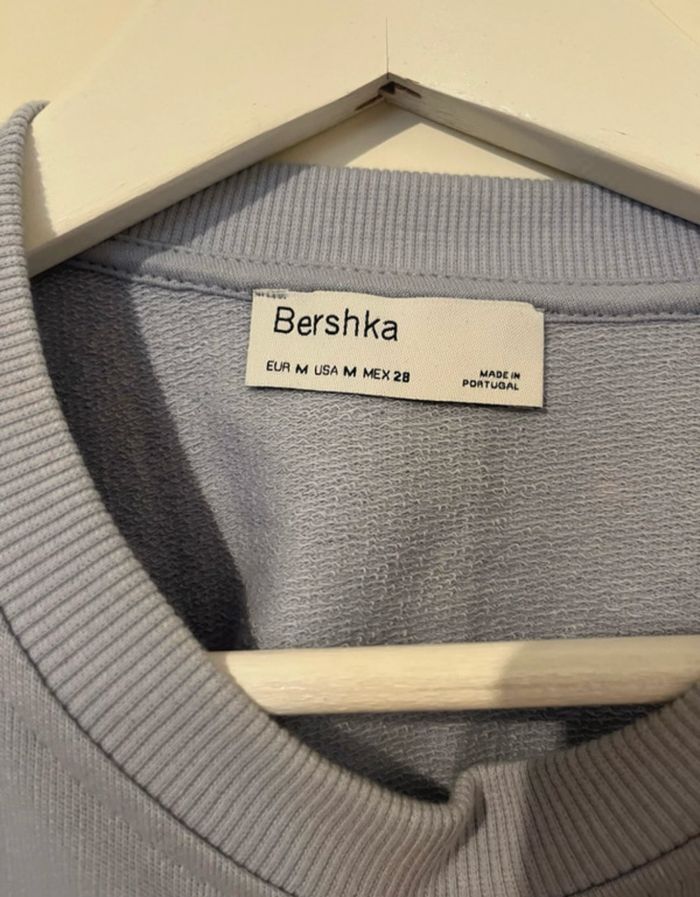 Bershka
EUR M USA M MEX 28
MADE IN
PORTUGAL